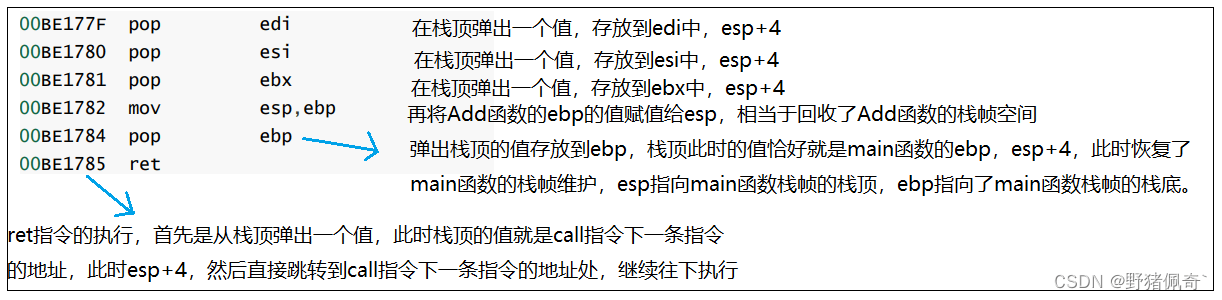 00BE177F pop edi 在栈顶弹出一个值，存放到edi中，esp+4
00BE1780 pop esi 在栈顶弹出一个值，存放到esi中，esp+4
00BE1781 pop ebx 在栈顶弹出一个值，存放到ebx中，esp+4
00BE1782 mov esp,ebp 再将Add函数的ebp的值赋值给esp，相当于回收了Add函数的栈帧空间
00BE1784 pop ebp 弹出栈顶的值存放到ebp，栈顶此时的值恰好就是main函数的ebp，esp+4，此时恢复了
00BE1785 ret main函数的栈帧维护，esp指向main函数栈帧的栈顶，ebp指向了main函数栈帧的栈底。
ret指令的执行，首先是从栈顶弹出一个值，此时栈顶的值就是call指令下一条指令
的地址，此时esp+4，然后直接跳转到call指令下一条指令的地址处，继续往下执行
CSDN @野猪佩奇`